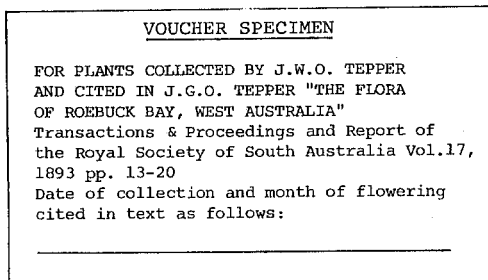 VOUCHER SPECIMEN
FOR PLANTS COLLECTED BY J.W.O. TEPPER
AND CITED IN J.G.O. TEPPER "THE FLORA
OF ROEBUCK BAY, WEST AUSTRALIA"
Transactions & Proceedings and Report of
the Royal Society of South Australia Vol.17,
1893 pp. 13-20
Date of collection and month of flowering
cited in text as follows: